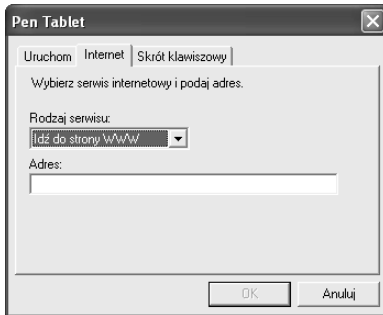 Pen Tablet
Uruchom Internet Skrót klawiszowy
Wybierz serwis internetowy i podaj adres.
Rodzaj serwisu:
Idź do strony WWW
Adres:
OK Anuluj